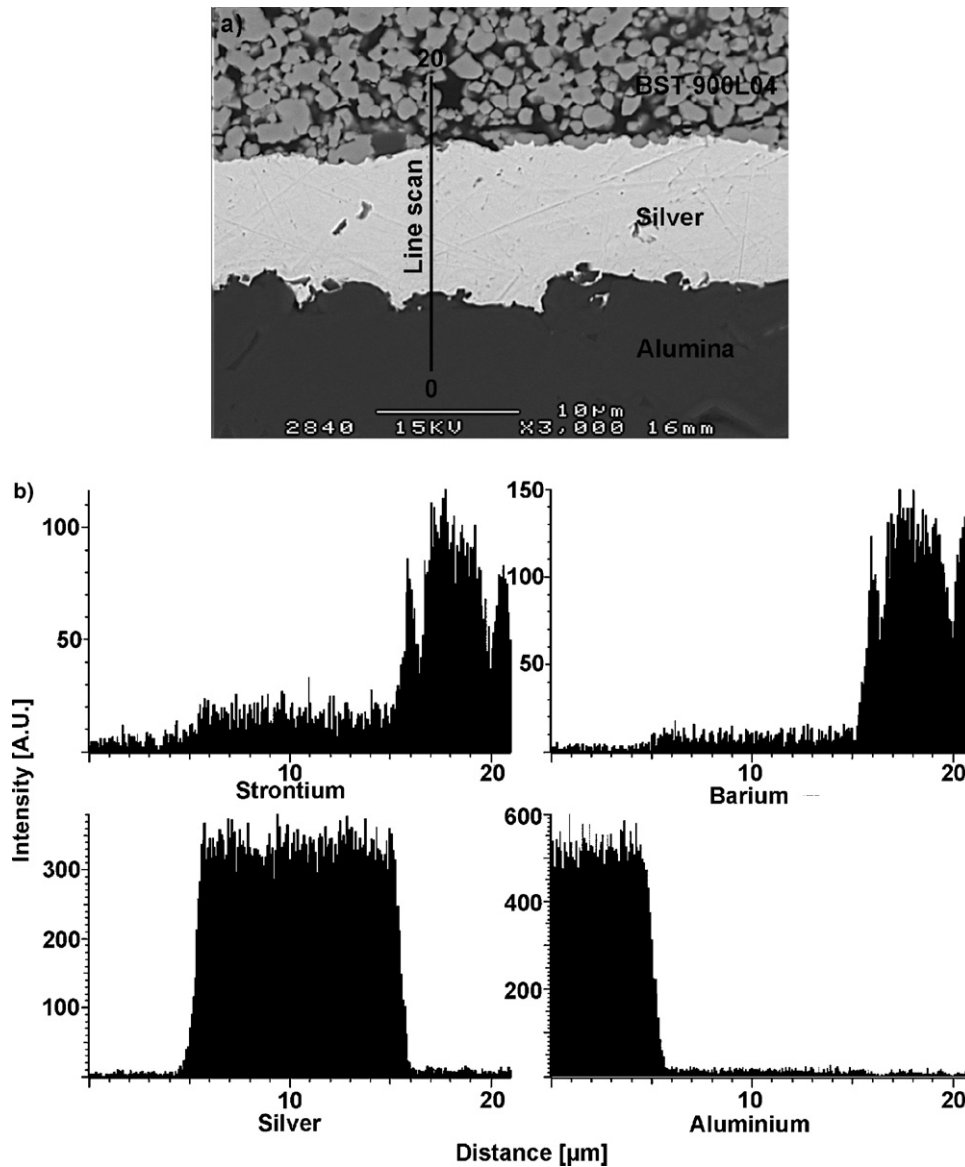 a)
20
BST 900L04
Line scan
Silver
Alumina
0
10µm
2840 15KV X3,000 16mm
b)
Intensity [A.U.]
100
50
10 20
Strontium
150
100
50
10 20
Barium
300
200
100
10 20
Silver
600
400
200
10 20
Aluminium
Distance [µm]